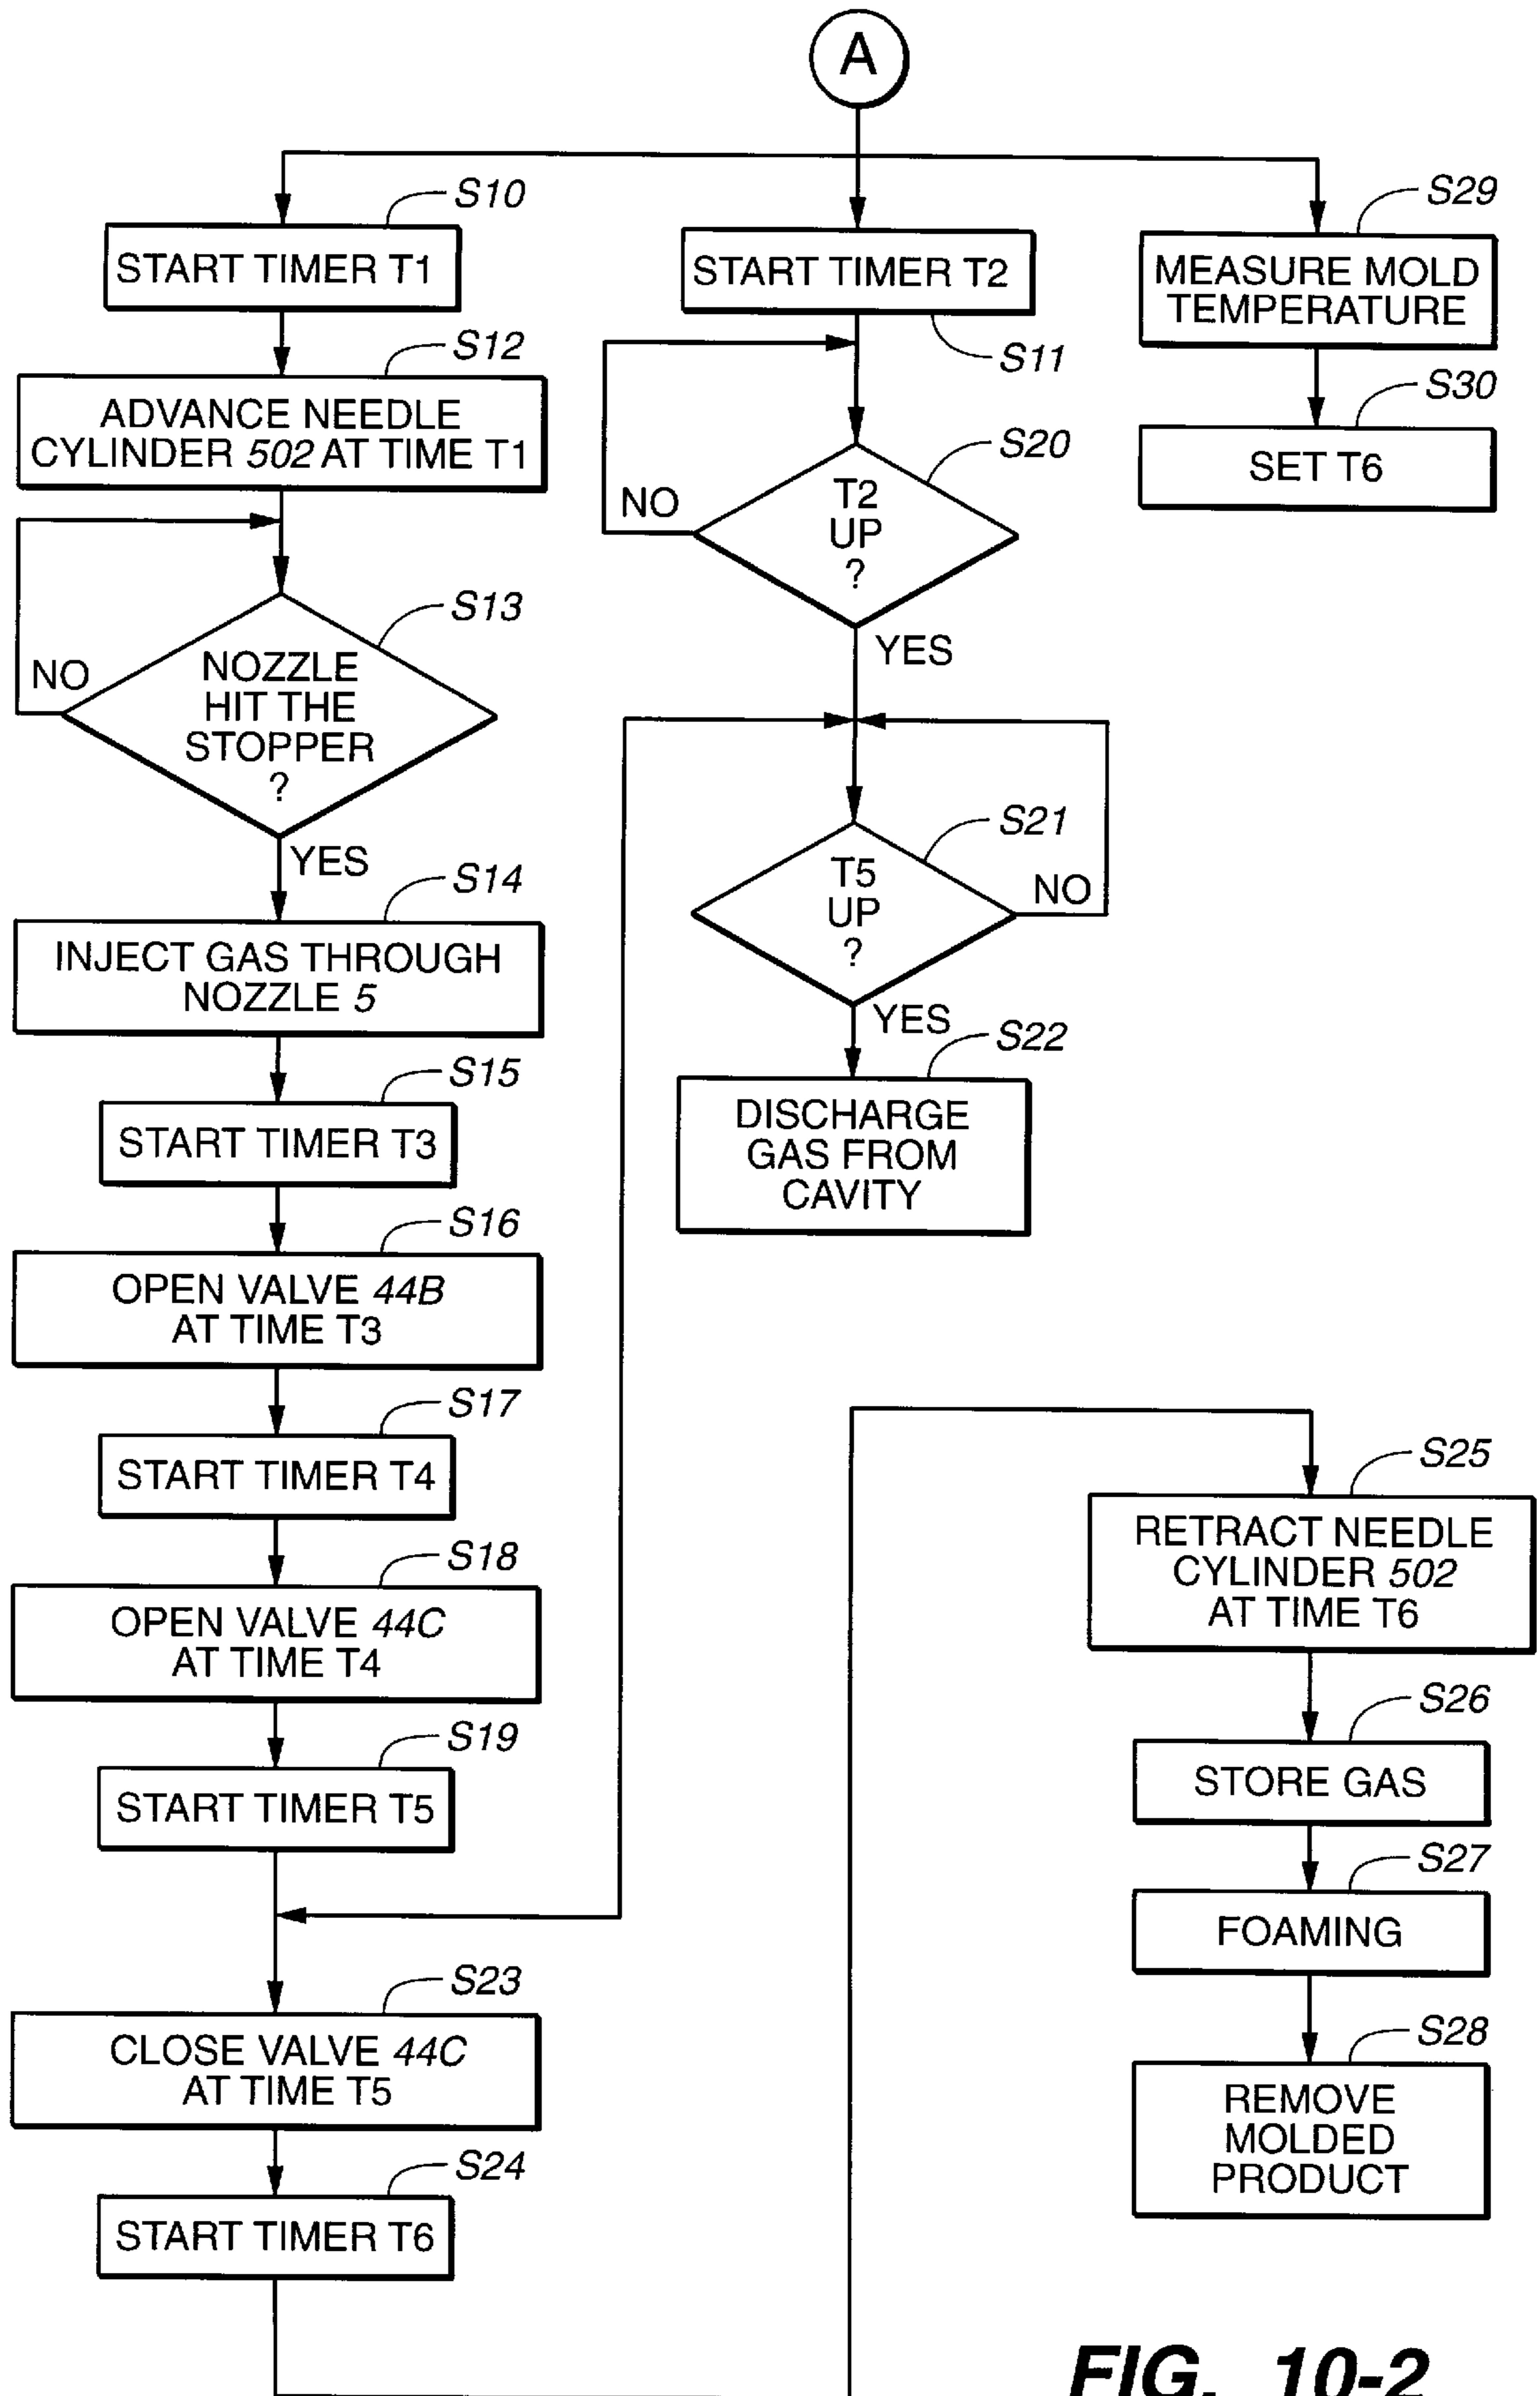 A
S10
START TIMER T1
S12
ADVANCE NEEDLE
CYLINDER 502 AT TIME T1
S13
NO
NOZZLE
HIT THE
STOPPER
?
YES
S14
INJECT GAS THROUGH
NOZZLE 5
S15
START TIMER T3
S16
OPEN VALVE 44B
AT TIME T3
S17
START TIMER T4
S18
OPEN VALVE 44C
AT TIME T4
S19
START TIMER T5
S23
CLOSE VALVE 44C
AT TIME T5
S24
START TIMER T6
START TIMER T2
S11
S20
NO
T2
UP
?
YES
S21
T5
UP
?
NO
YES
S22
DISCHARGE
GAS FROM
CAVITY
S29
MEASURE MOLD
TEMPERATURE
S30
SET T6
S25
RETRACT NEEDLE
CYLINDER 502
AT TIME T6
S26
STORE GAS
S27
FOAMING
S28
REMOVE
MOLDED
PRODUCT
FIG. 10-2